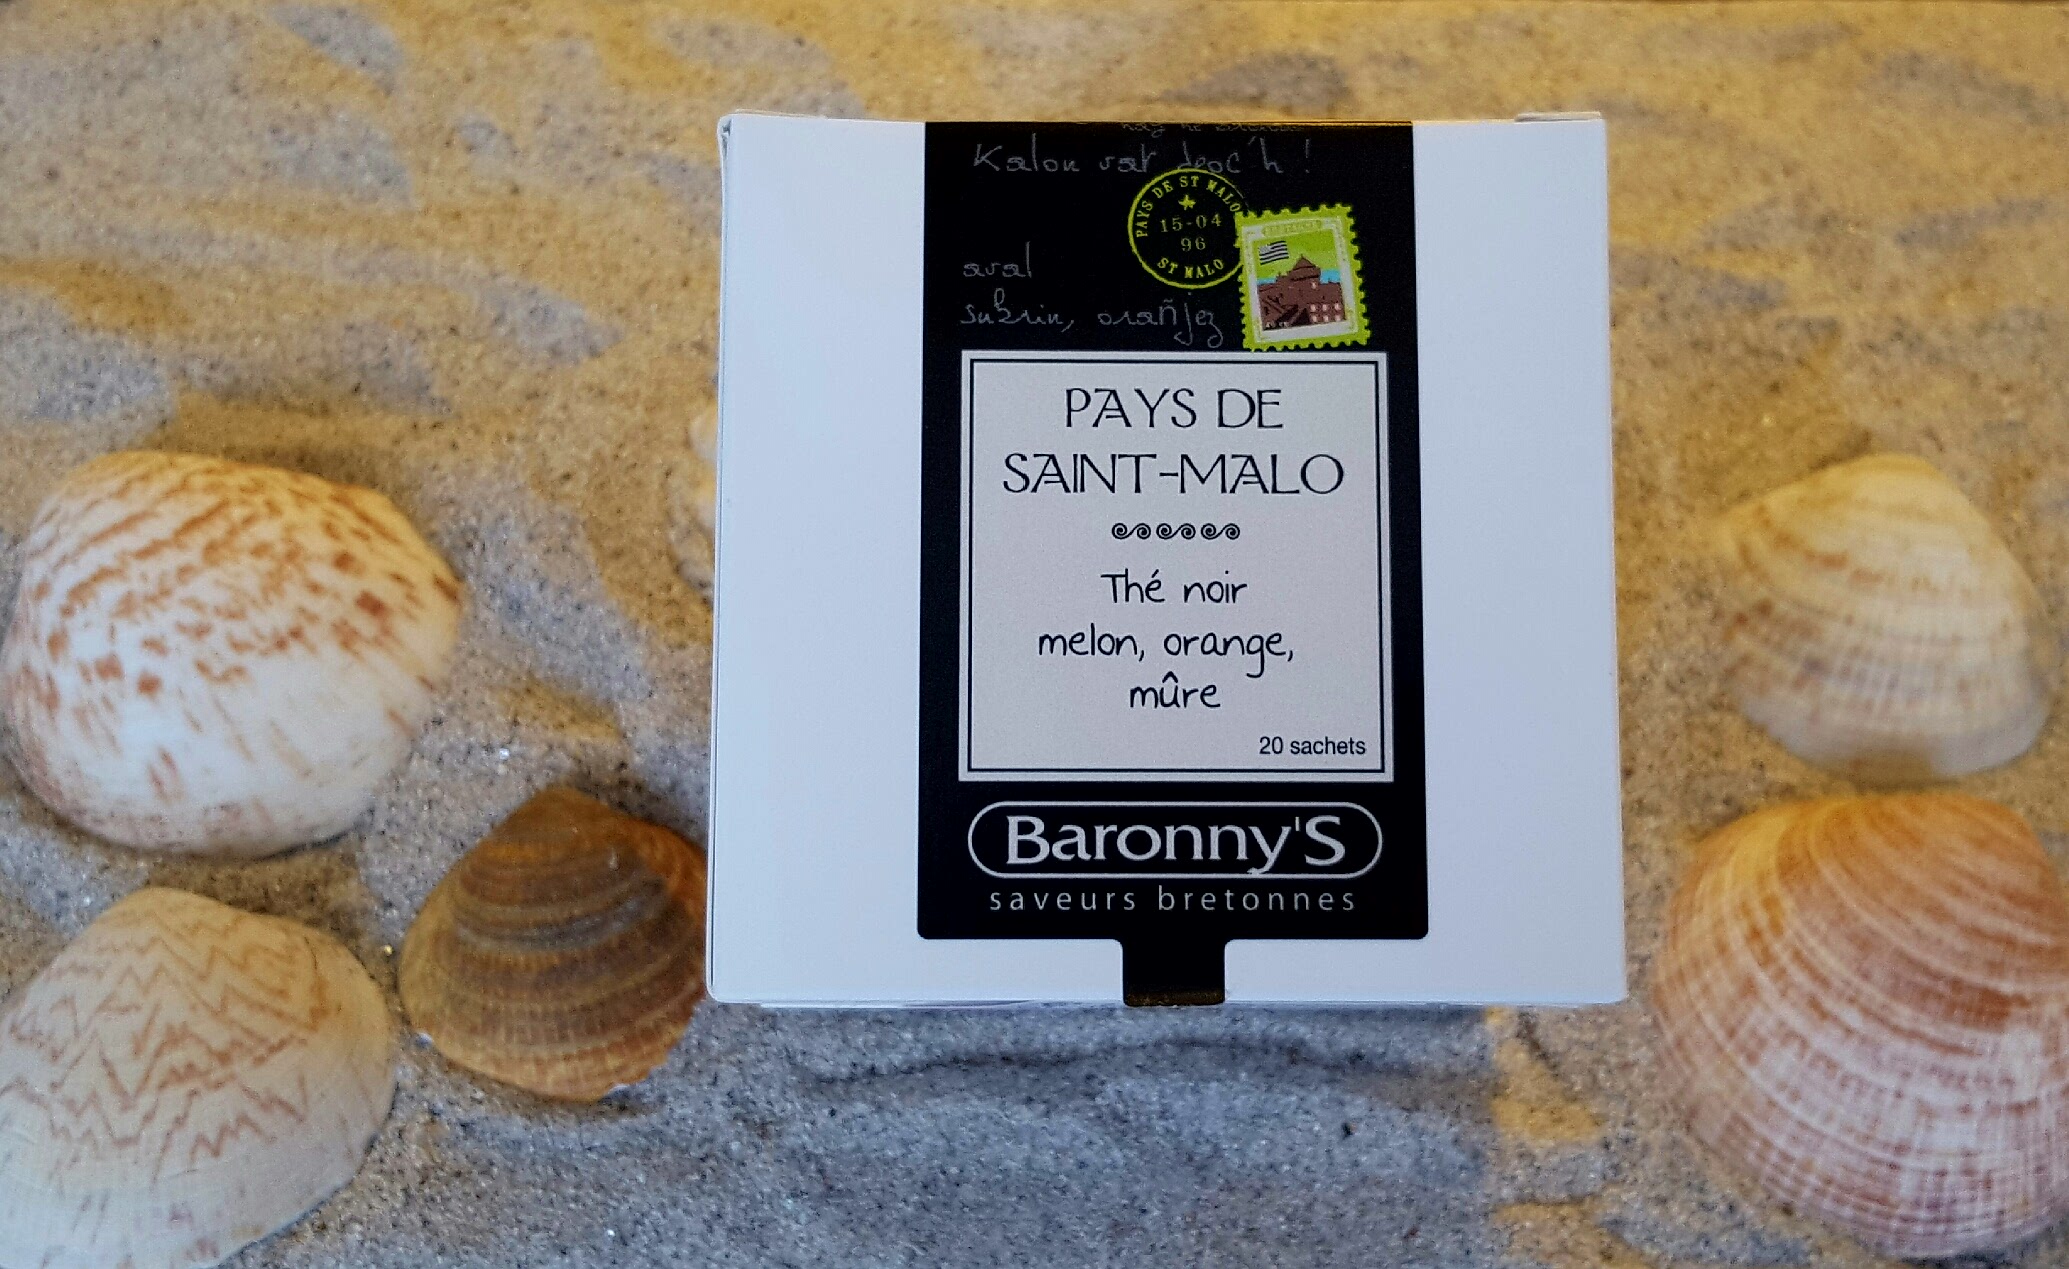 Kalon vat deoc'h !
PAYS DE ST MALO
15-04
96
ST MALO
aval
sukrin, orañjez
PAYS DE
SAINT-MALO
Thé noir
melon, orange,
mûre
20 sachets
Baronny'S
saveurs bretonnes